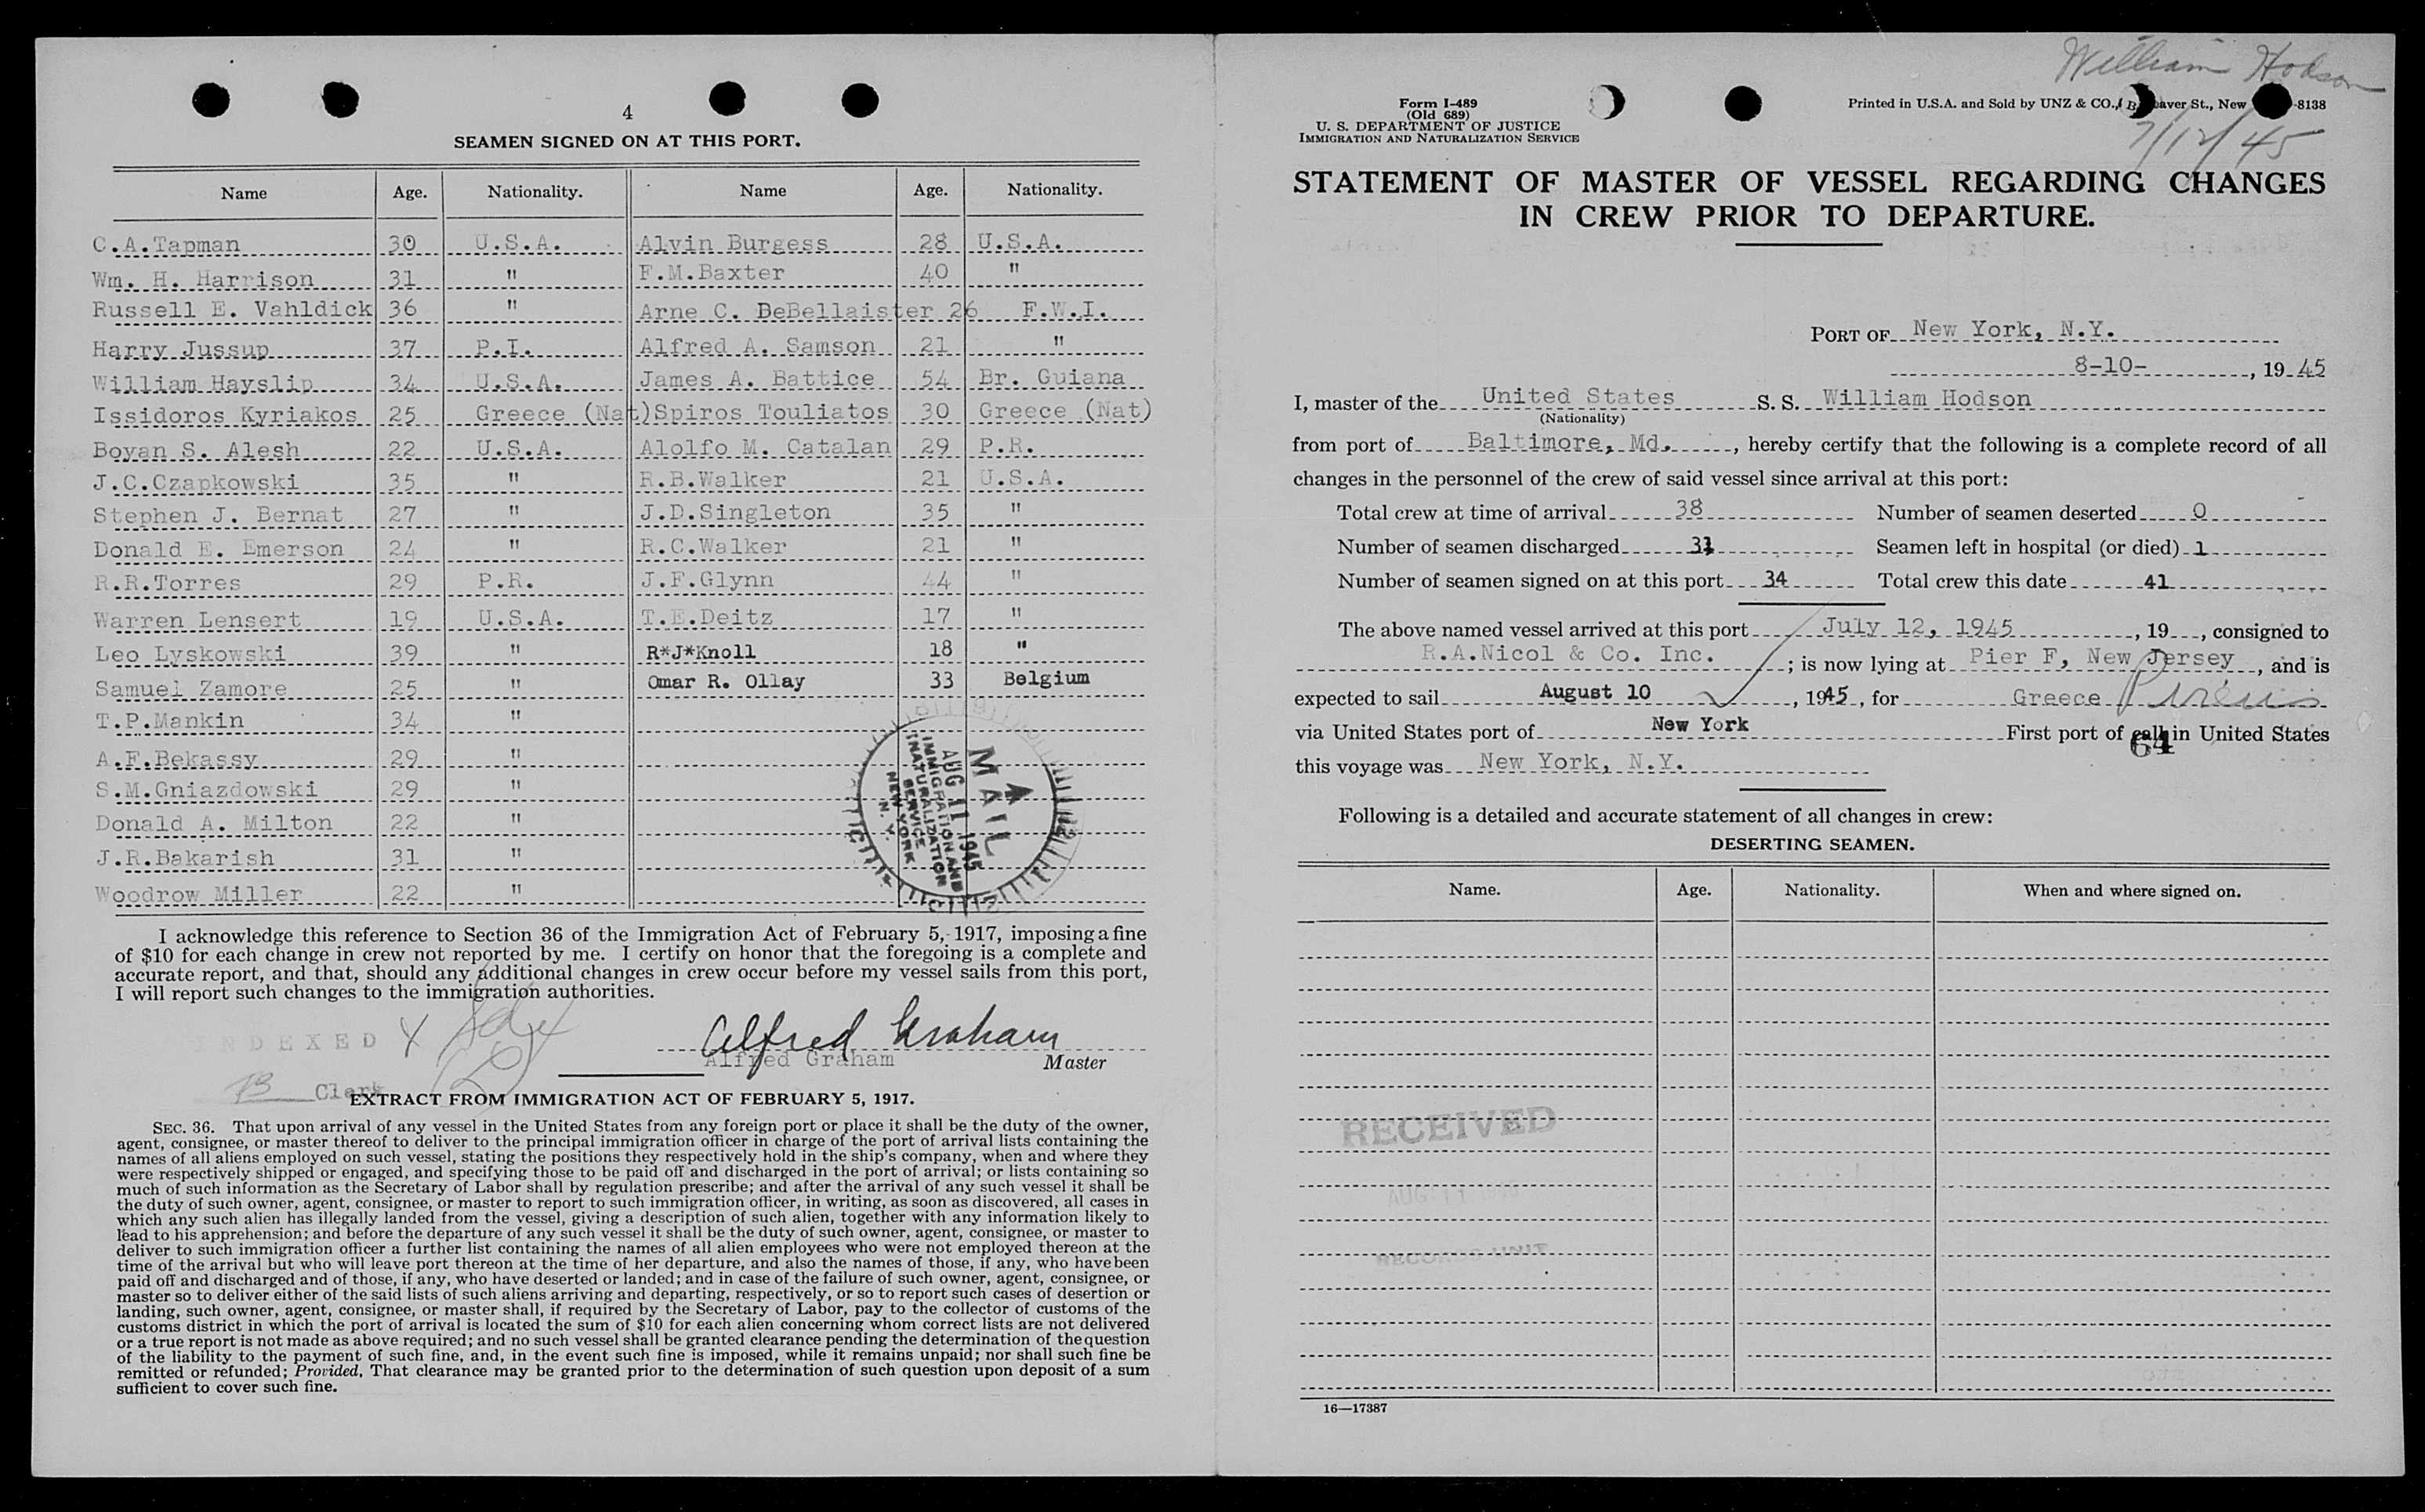 4
SEAMEN SIGNED ON AT THIS PORT.
Name Age. Nationality. Name Age. Nationality.
C.A.Tapman 30 U.S.A. Alvin Burgess 28 U.S.A.
Wm. H. Harrison 31 " F.M.Baxter 40 "
Russell E. Vahldick 36 " Arne C. DeBellaister 26 F.W.I.
Harry Jussup 37 P.I. Alfred A. Samson 21 "
William Hayslip 34 U.S.A. James A. Battice 54 Br. Guiana
Issidoros Kyriakos 25 Greece (Nat) Spiros Touliatos 30 Greece (Nat)
Boyan S. Alesh 22 U.S.A. Alolfo M. Catalan 29 P.R.
J.C.Czapkowski 35 " R.B.Walker 21 U.S.A.
Stephen J. Bernat 27 " J.D.Singleton 35 "
Donald E. Emerson 24 " R.C.Walker 21 "
R.R.Torres 29 P.R. J.F.Glynn 44 "
Warren Lensert 19 U.S.A. T.E.Deitz 17 "
Leo Lyskowski 39 " R*J*Knoll 18 "
Samuel Zamore 25 " Omar R. Ollay 33 Belgium
T.P.Mankin 34 "
A.F.Bekassy 29 "
S.M.Gniazdowski 29 "
Donald A. Milton 22 "
J.R.Bakarish 31 "
Woodrow Miller 22 "
MAIL
AUG 11 1945
IMMIGRATION AND
NATURALIZATION
SERVICE
NEW YORK
N. Y.
I acknowledge this reference to Section 36 of the Immigration Act of February 5, 1917, imposing a fine
of $10 for each change in crew not reported by me. I certify on honor that the foregoing is a complete and
accurate report, and that, should any additional changes in crew occur before my vessel sails from this port,
I will report such changes to the immigration authorities.
INDEXED
Alfred Graham
Alfred Graham Master
B Clerk
EXTRACT FROM IMMIGRATION ACT OF FEBRUARY 5, 1917.
SEC. 36. That upon arrival of any vessel in the United States from any foreign port or place it shall be the duty of the owner,
agent, consignee, or master thereof to deliver to the principal immigration officer in charge of the port of arrival lists containing the
names of all aliens employed on such vessel, stating the positions they respectively hold in the ship's company, when and where they
were respectively shipped or engaged, and specifying those to be paid off and discharged in the port of arrival; or lists containing so
much of such information as the Secretary of Labor shall by regulation prescribe; and after the arrival of any such vessel it shall be
the duty of such owner, agent, consignee, or master to report to such immigration officer, in writing, as soon as discovered, all cases in
which any such alien has illegally landed from the vessel, giving a description of such alien, together with any information likely to
lead to his apprehension; and before the departure of any such vessel it shall be the duty of such owner, agent, consignee, or master to
deliver to such immigration officer a further list containing the names of all alien employees who were not employed thereon at the
time of the arrival but who will leave port thereon at the time of her departure, and also the names of those, if any, who have been
paid off and discharged and of those, if any, who have deserted or landed; and in case of the failure of such owner, agent, consignee, or
master so to deliver either of the said lists of such aliens arriving and departing, respectively, or so to report such cases of desertion or
landing, such owner, agent, consignee, or master shall, if required by the Secretary of Labor, pay to the collector of customs of the
customs district in which the port of arrival is located the sum of $10 for each alien concerning whom correct lists are not delivered
or a true report is not made as above required; and no such vessel shall be granted clearance pending the determination of the question
of the liability to the payment of such fine, and, in the event such fine is imposed, while it remains unpaid; nor shall such fine be
remitted or refunded; Provided, That clearance may be granted prior to the determination of such question upon deposit of a sum
sufficient to cover such fine.
William Hodson
7/12/45
Form I-489
(Old 689)
U. S. DEPARTMENT OF JUSTICE
IMMIGRATION AND NATURALIZATION SERVICE
Printed in U.S.A. and Sold by UNZ & CO., St., New -8138
STATEMENT OF MASTER OF VESSEL REGARDING CHANGES
IN CREW PRIOR TO DEPARTURE.
PORT OF New York, N.Y.
8-10- , 19 45
I, master of the United States S. S. William Hodson
(Nationality)
from port of Baltimore, Md. , hereby certify that the following is a complete record of all
changes in the personnel of the crew of said vessel since arrival at this port:
Total crew at time of arrival 38 Number of seamen deserted 0
Number of seamen discharged Seamen left in hospital (or died) 1
Number of seamen signed on at this port 34 Total crew this date 41
The above named vessel arrived at this port July 12, 1945 , 19 , consigned to
R.A.Nicol & Co. Inc. ; is now lying at Pier F, New Jersey , and is
expected to sail August 10 , 1945 , for Greece Pireus
via United States port of New York First port of call in United States
64
this voyage was New York, N.Y.
Following is a detailed and accurate statement of all changes in crew:
DESERTING SEAMEN.
Name. Age. Nationality. When and where signed on.
RECEIVED
AUG 11 1945
RECORDS UNIT
16—17387